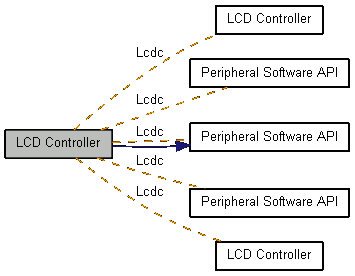 LCD Controller
Lcdc
Peripheral Software API
Lcdc
Lcdc
Peripheral Software API
LCD Controller
Lcdc
Peripheral Software API
Lcdc
LCD Controller